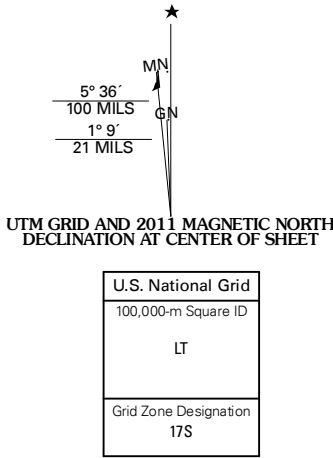 ★
MN
5° 36´
100 MILS
GN
1° 9´
21 MILS
UTM GRID AND 2011 MAGNETIC NORTH
DECLINATION AT CENTER OF SHEET
U.S. National Grid
100,000-m Square ID
LT
Grid Zone Designation
17S